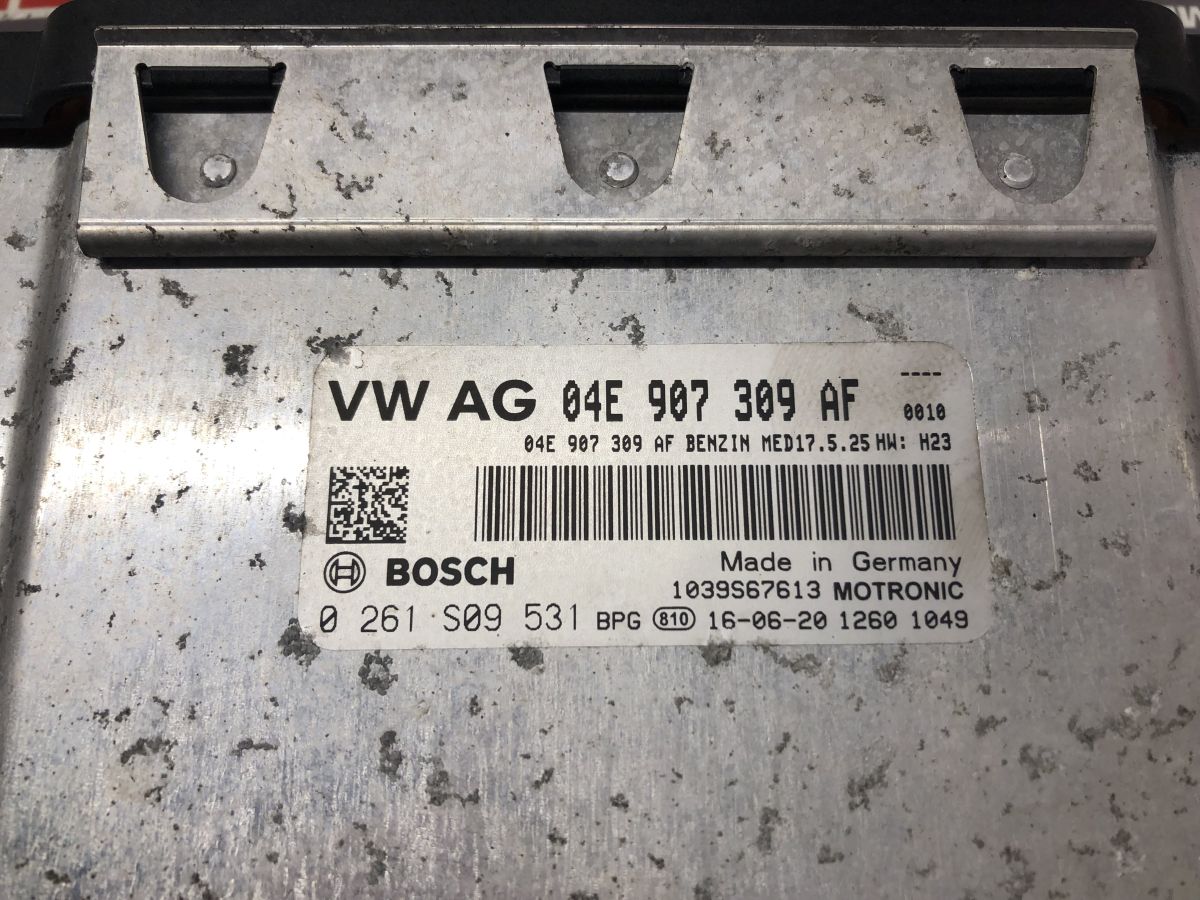 VW AG 04E 907 309 AF ----
0010
04E 907 309 AF BENZIN MED17.5.25 HW: H23
BOSCH
Made in Germany
1039S67613 MOTRONIC
0 261 S09 531 BPG 810 16-06-20 1260 1049